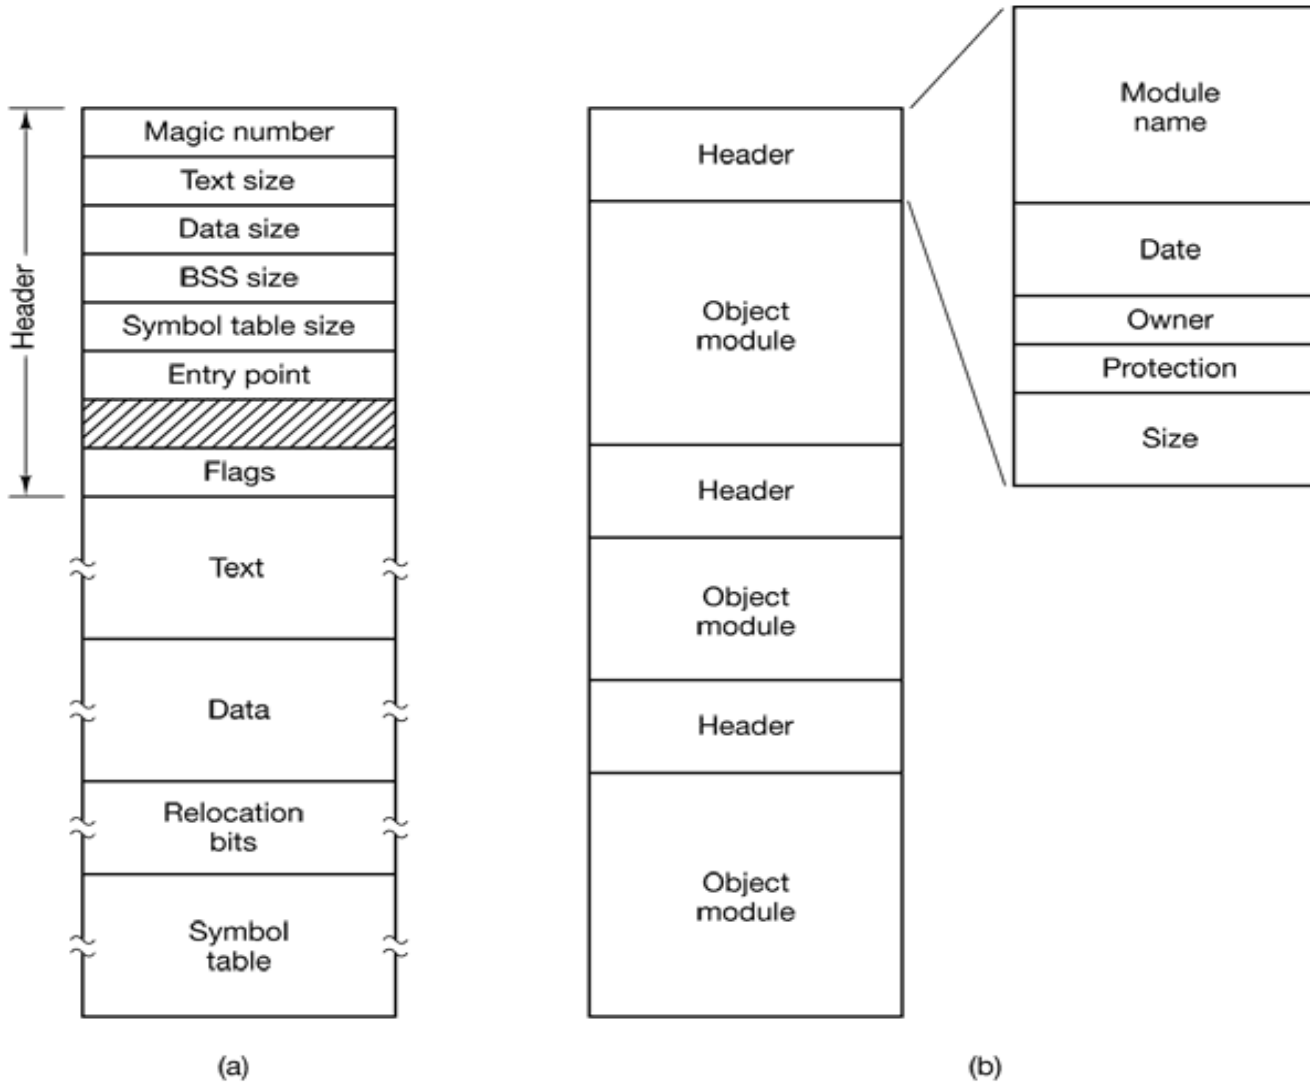 Header
Magic number
Text size
Data size
BSS size
Symbol table size
Entry point
Flags
Text
Data
Relocation
bits
Symbol
table
(a)
Header
Object
module
Header
Object
module
Header
Object
module
Module
name
Date
Owner
Protection
Size
(b)